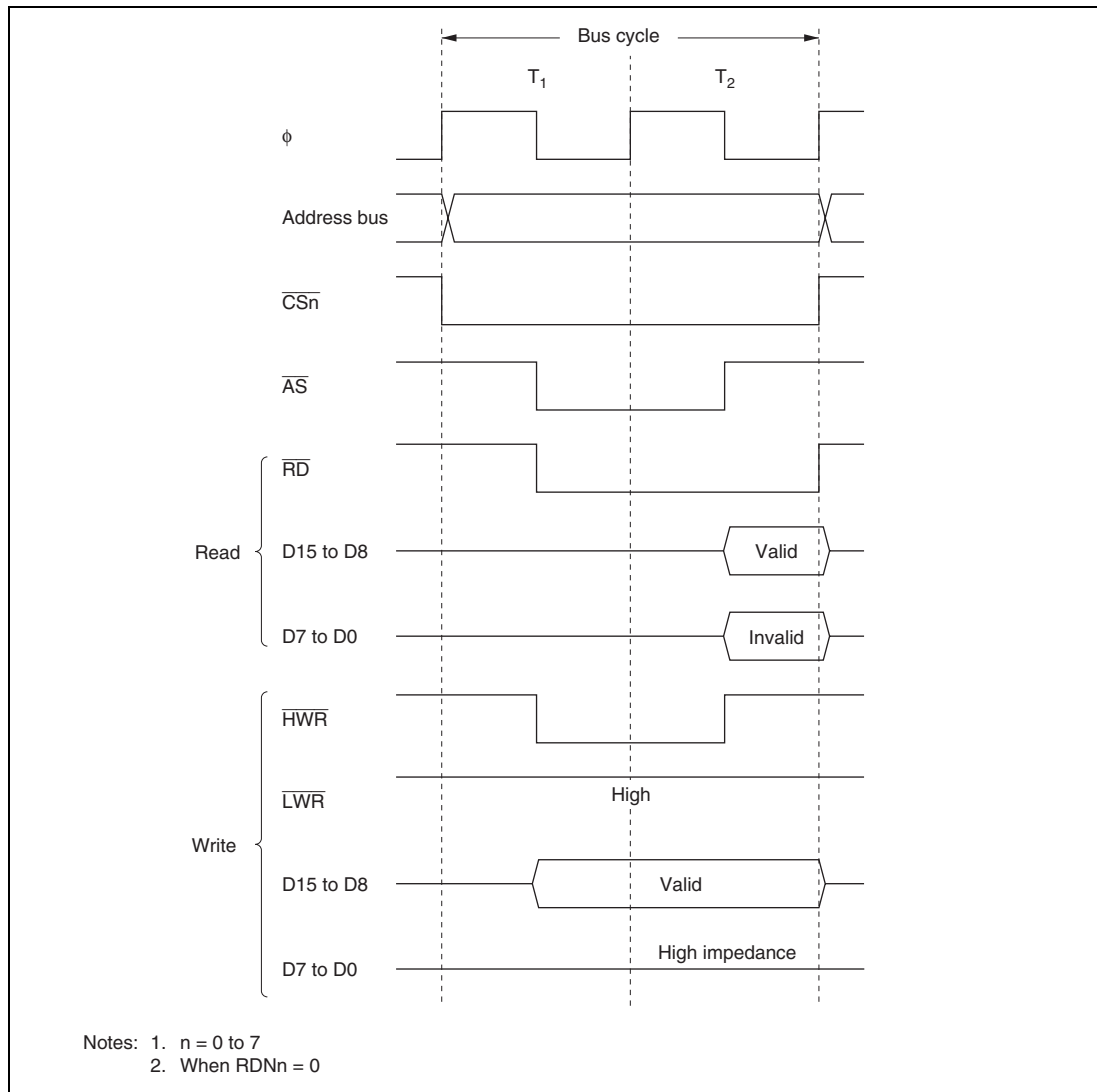 Bus cycle
T1 T2
φ
Address bus
CSn
AS
RD
Read D15 to D8 Valid
D7 to D0 Invalid
HWR
LWR High
Write
D15 to D8 Valid
D7 to D0 High impedance
Notes: 1. n = 0 to 7
2. When RDNn = 0